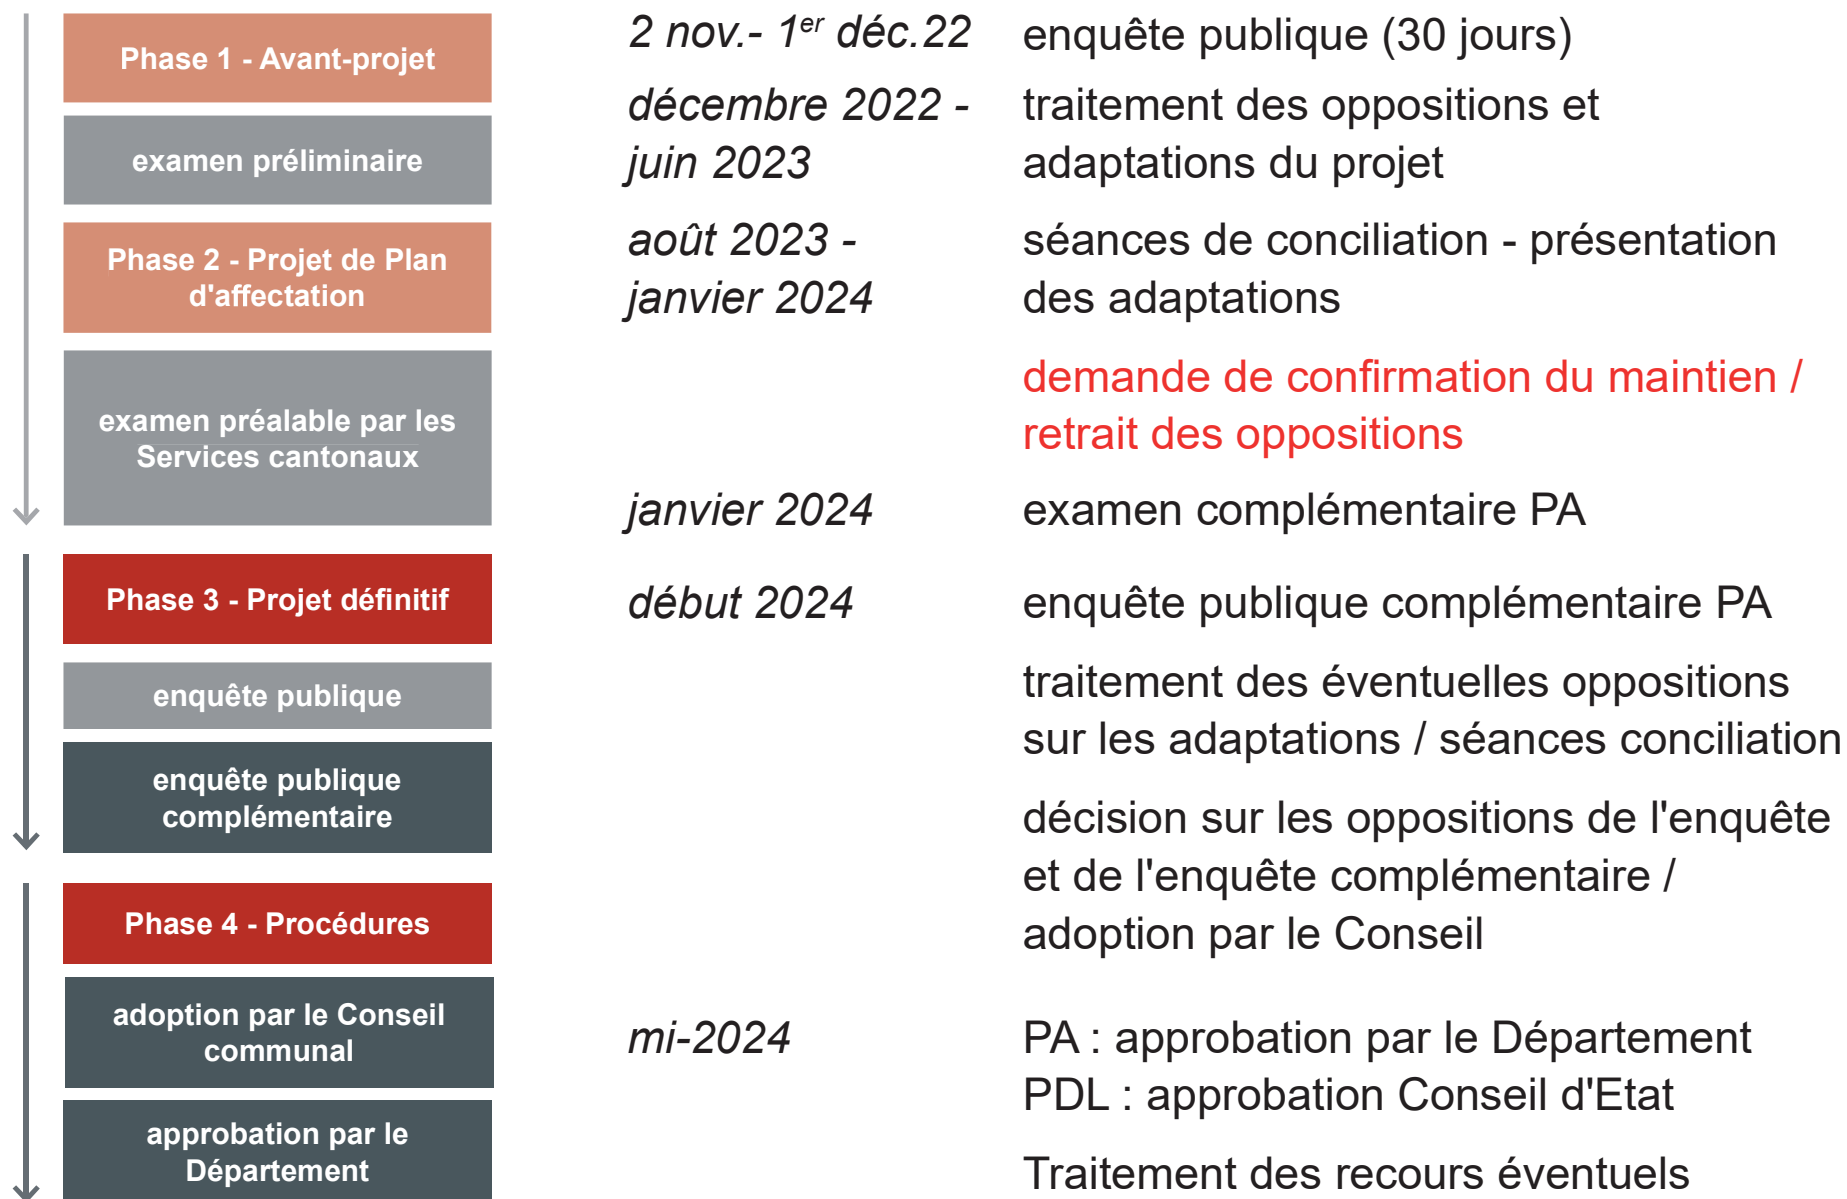 Phase 1 - Avant-projet
examen préliminaire
Phase 2 - Projet de Plan
d'affectation
examen préalable par les
Services cantonaux
Phase 3 - Projet définitif
enquête publique
enquête publique
complémentaire
Phase 4 - Procédures
adoption par le Conseil
communal
approbation par le
Département
2 nov.- 1er déc.22 enquête publique (30 jours)
décembre 2022 - traitement des oppositions et
juin 2023 adaptations du projet
août 2023 - séances de conciliation - présentation
janvier 2024 des adaptations
demande de confirmation du maintien /
retrait des oppositions
janvier 2024 examen complémentaire PA
début 2024 enquête publique complémentaire PA
traitement des éventuelles oppositions
sur les adaptations / séances conciliation
décision sur les oppositions de l'enquête
et de l'enquête complémentaire /
adoption par le Conseil
mi-2024 PA : approbation par le Département
PDL : approbation Conseil d'Etat
Traitement des recours éventuels